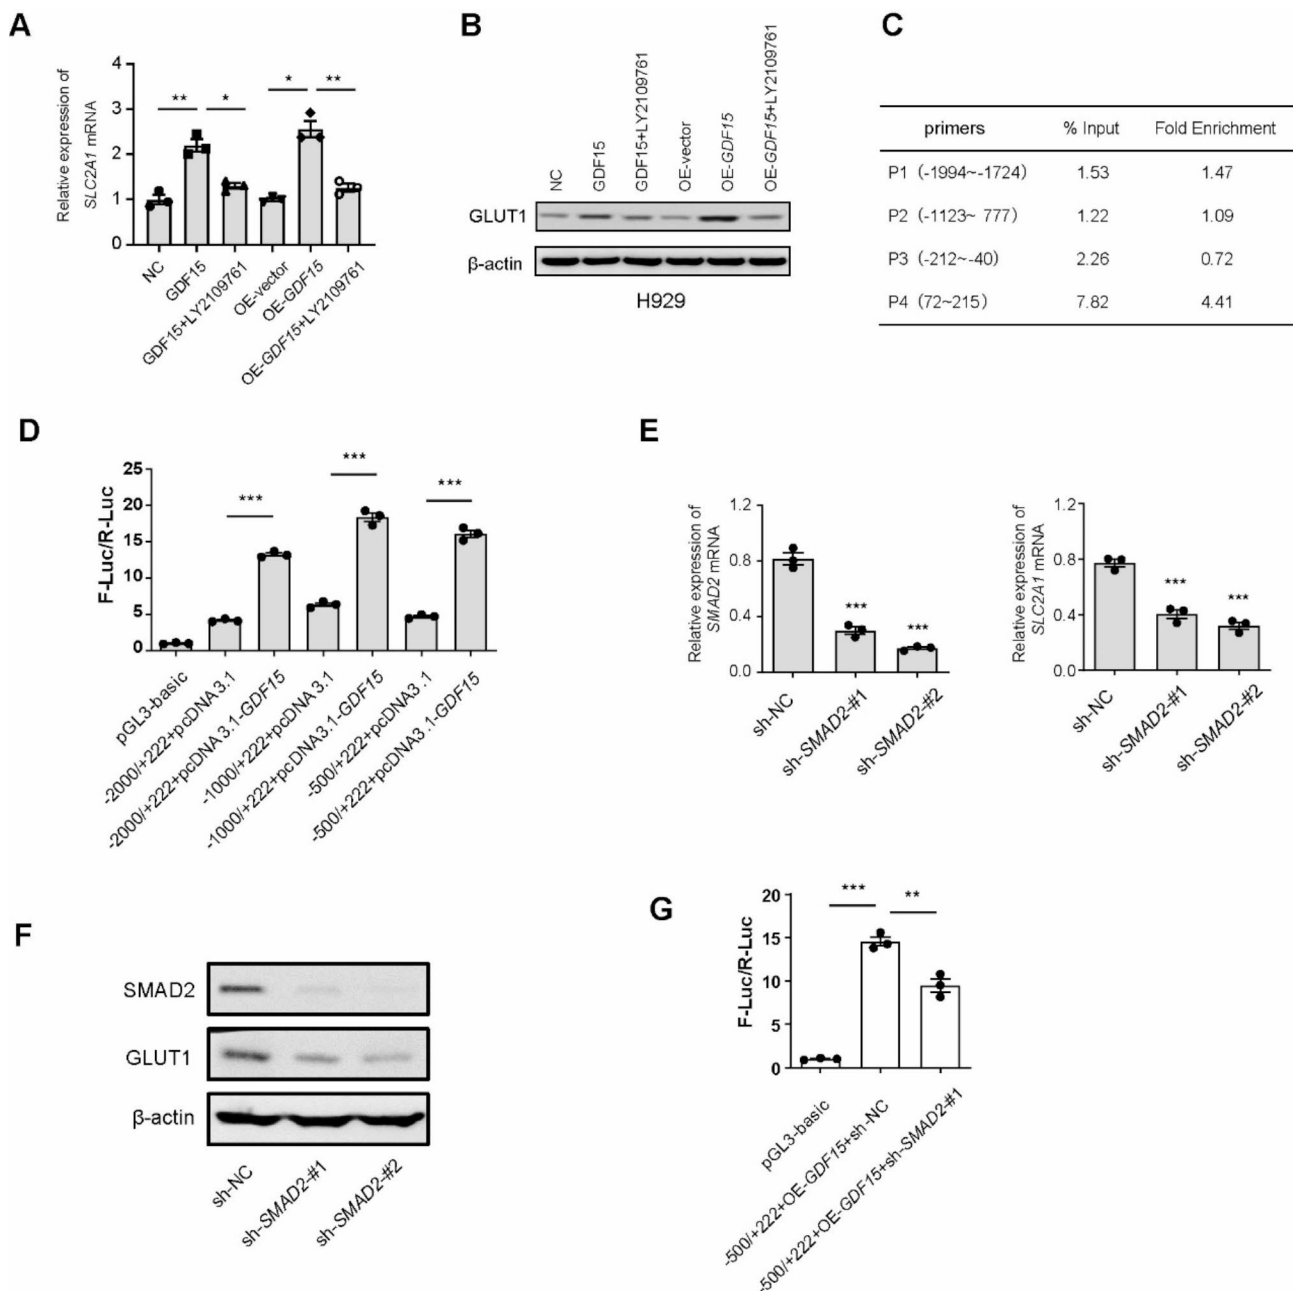 A
Relative expression of
SLC2A1 mRNA
4
3
2
1
0
**
*
*
**
NC
GDF15
GDF15+LY2109761
OE-vector
OE-GDF15
OE-GDF15+LY2109761
B
NC
GDF15
GDF15+LY2109761
OE-vector
OE-GDF15
OE-GDF15+LY2109761
GLUT1
β-actin
H929
C
primers % Input Fold Enrichment
P1 (-1994~-1724) 1.53 1.47
P2 (-1123~ 777) 1.22 1.09
P3 (-212~-40) 2.26 0.72
P4 (72~215) 7.82 4.41
D
F-Luc/R-Luc
25
20
15
10
5
0
***
***
***
pGL3-basic
-2000/+222+pcDNA3.1
-2000/+222+pcDNA3.1-GDF15
-1000/+222+pcDNA3.1
-1000/+222+pcDNA3.1-GDF15
-500/+222+pcDNA3.1
-500/+222+pcDNA3.1-GDF15
E
Relative expression of
SMAD2 mRNA
1.2
0.8
0.4
0.0
***
***
sh-NC
sh-SMAD2-#1
sh-SMAD2-#2
Relative expression of
SLC2A1 mRNA
1.2
0.8
0.4
0.0
***
***
sh-NC
sh-SMAD2-#1
sh-SMAD2-#2
F
SMAD2
GLUT1
β-actin
sh-NC
sh-SMAD2-#1
sh-SMAD2-#2
G
F-Luc/R-Luc
20
15
10
5
0
***
**
pGL3-basic
-500/+222+OE-GDF15+sh-NC
-500/+222+OE-GDF15+sh-SMAD2-#1